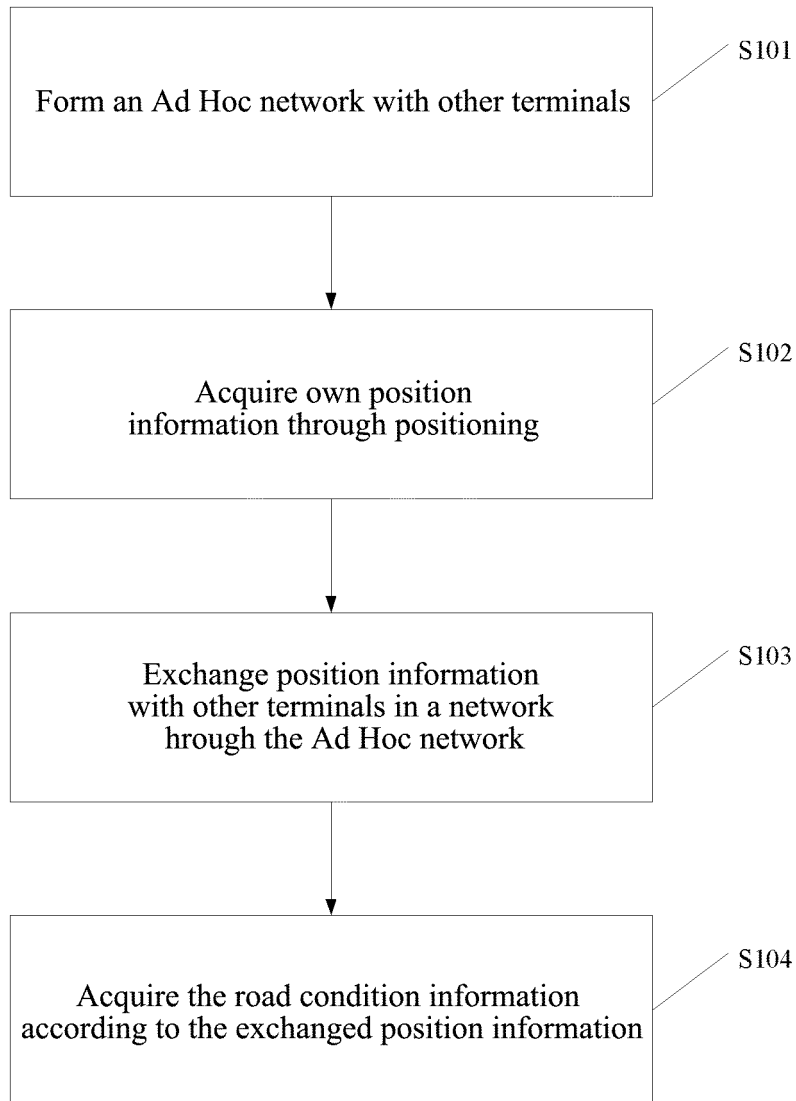 S101
Form an Ad Hoc network with other terminals
S102
Acquire own position
information through positioning
S103
Exchange position information
with other terminals in a network
hrough the Ad Hoc network
S104
Acquire the road condition information
according to the exchanged position information